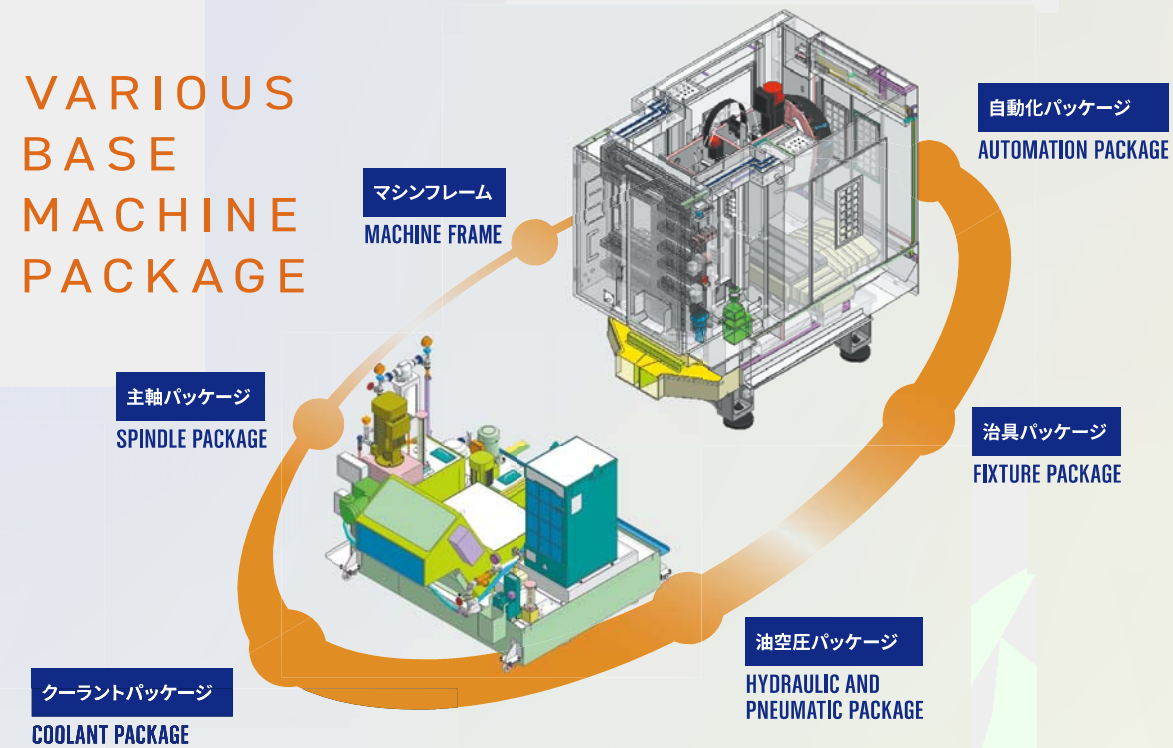 VARIOUS
BASE
MACHINE
PACKAGE
自動化パッケージ
AUTOMATION PACKAGE
マシンフレーム
MACHINE FRAME
主軸パッケージ
SPINDLE PACKAGE
治具パッケージ
FIXTURE PACKAGE
油空圧パッケージ
HYDRAULIC AND
PNEUMATIC PACKAGE
クーラントパッケージ
COOLANT PACKAGE